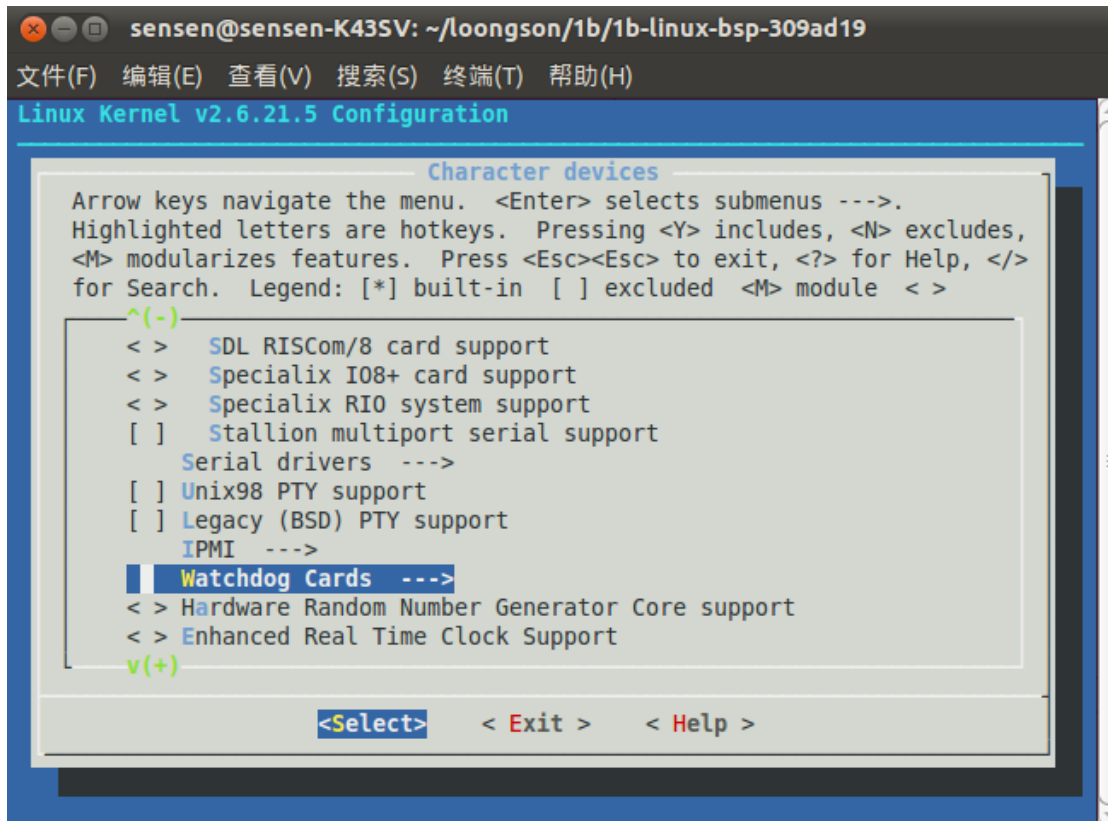 sensen@sensen-K43SV: ~/loongson/1b/1b-linux-bsp-309ad19
文件(F) 编辑(E) 查看(V) 搜索(S) 终端(T) 帮助(H)
Linux Kernel v2.6.21.5 Configuration
Character devices
Arrow keys navigate the menu. <Enter> selects submenus --->.
Highlighted letters are hotkeys. Pressing <Y> includes, <N> excludes,
<M> modularizes features. Press <Esc><Esc> to exit, <?> for Help, </>
for Search. Legend: [*] built-in [ ] excluded <M> module < >
^(-)
< > SDL RISCom/8 card support
< > Specialix IO8+ card support
< > Specialix RIO system support
[ ] Stallion multiport serial support
Serial drivers --->
[ ] Unix98 PTY support
[ ] Legacy (BSD) PTY support
IPMI --->
Watchdog Cards --->
< > Hardware Random Number Generator Core support
< > Enhanced Real Time Clock Support
v(+)
<Select> < Exit > < Help >